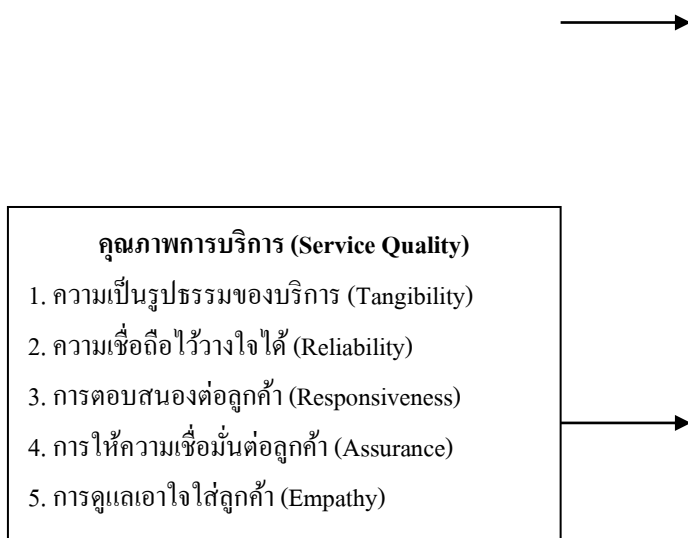 คุณภาพการบริการ (Service Quality)
1. ความเป็นรูปธรรมของบริการ (Tangibility)
2. ความเชื่อถือไว้วางใจได้ (Reliability)
3. การตอบสนองต่อลูกค้า (Responsiveness)
4. การให้ความเชื่อมั่นต่อลูกค้า (Assurance)
5. การดูแลเอาใจใส่ลูกค้า (Empathy)